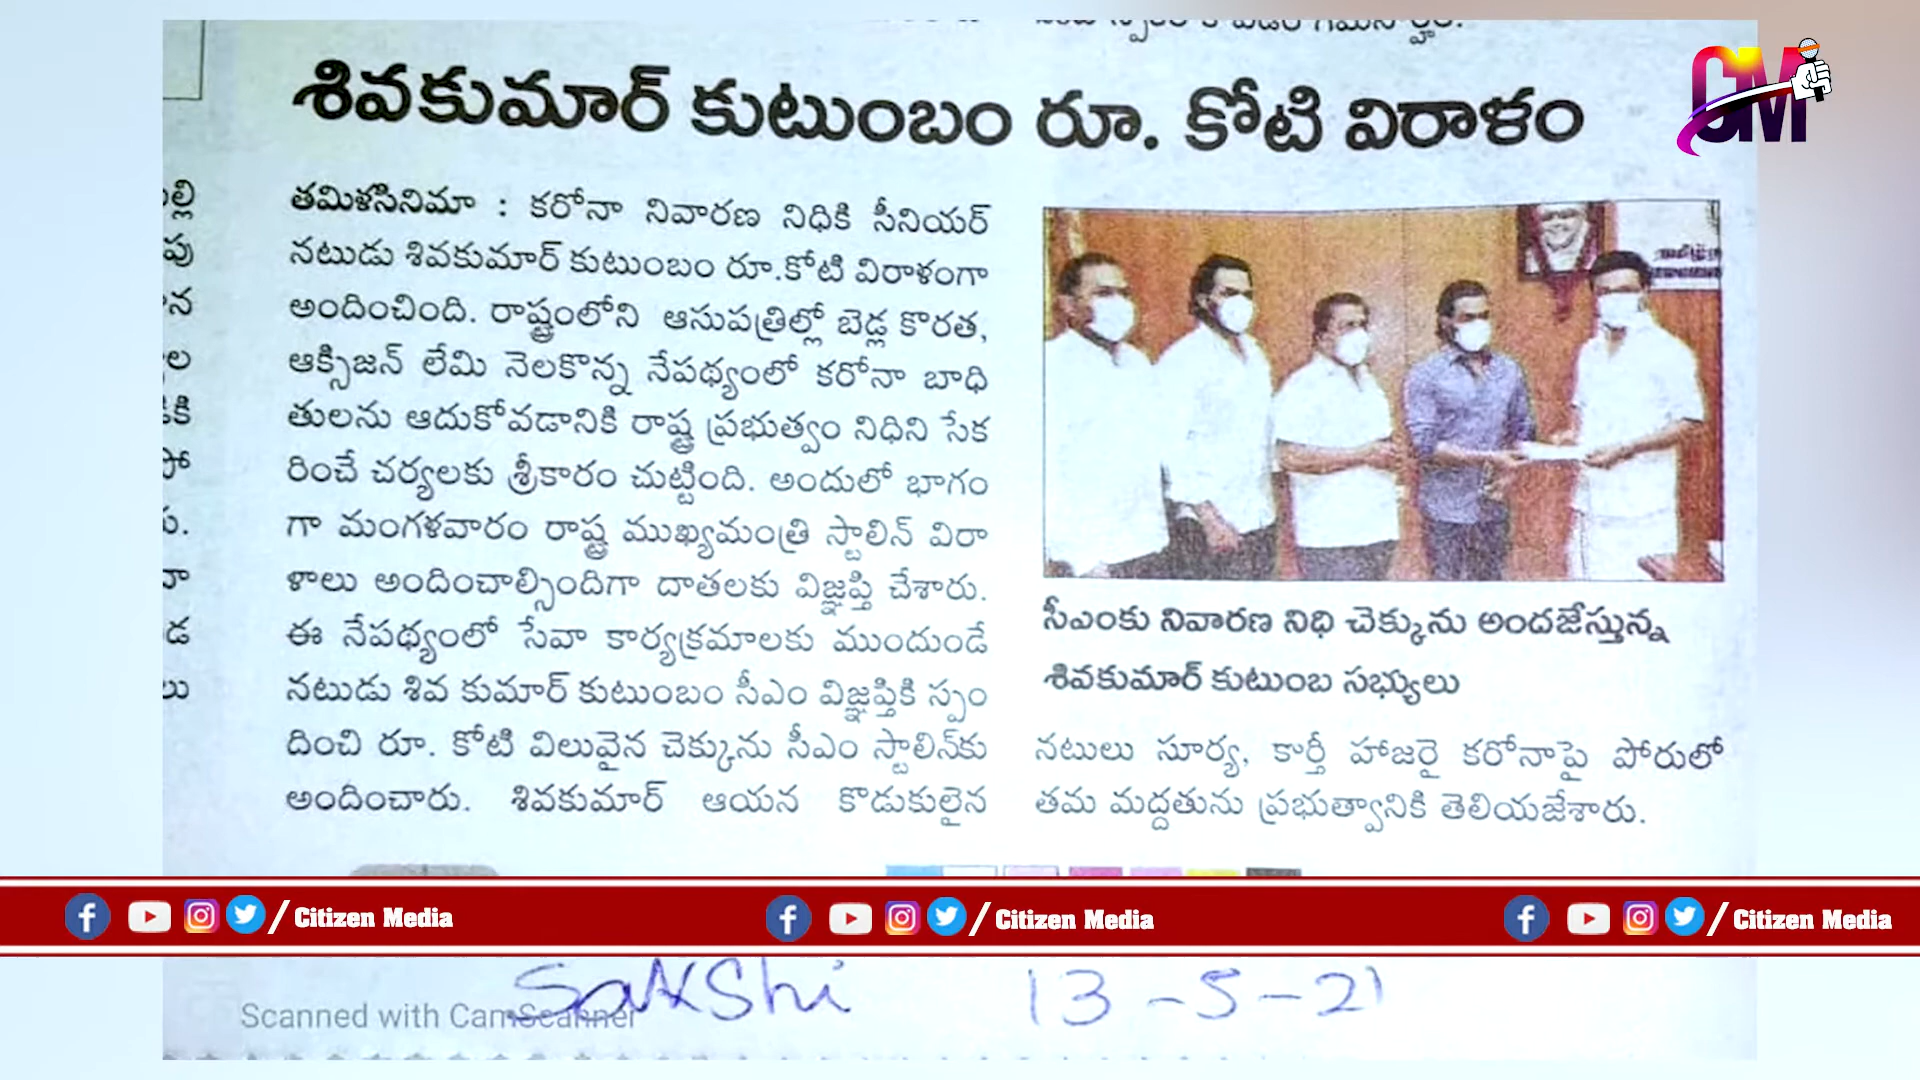 శివకుమార్ కుటుంబం రూ. కోటి విరాళం
తమిళసినిమా : కరోనా నివారణ నిధికి సీనియర్
నటుడు శివకుమార్ కుటుంబం రూ.కోటి విరాళంగా
అందించింది. రాష్ట్రంలోని ఆసుపత్రిల్లో బెడ్ల కొరత,
ఆక్సిజన్ లేమి నెలకొన్న నేపథ్యంలో కరోనా బాధి
తులను ఆదుకోవడానికి రాష్ట్ర ప్రభుత్వం నిధిని సేక
రించే చర్యలకు శ్రీకారం చుట్టింది. అందులో భాగం
గా మంగళవారం రాష్ట్ర ముఖ్యమంత్రి స్టాలిన్ విరా
ళాలు అందించాల్సిందిగా దాతలకు విజ్ఞప్తి చేశారు.
ఈ నేపథ్యంలో సేవా కార్యక్రమాలకు ముందుండే
నటుడు శివ కుమార్ కుటుంబం సీఎం విజ్ఞప్తికి స్పం
దించి రూ. కోటి విలువైన చెక్కును సీఎం స్టాలిన్‌కు
అందించారు. శివకుమార్ ఆయన కొడుకులైన
సీఎంకు నివారణ నిధి చెక్కును అందజేస్తున్న
శివకుమార్ కుటుంబ సభ్యులు
నటులు సూర్య, కార్తీ హాజరై కరోనాపై పోరులో
తమ మద్దతును ప్రభుత్వానికి తెలియజేశారు.
CM
/ Citizen Media
/ Citizen Media
/ Citizen Media
Sakshi 13-5-21
Scanned with CamScanner